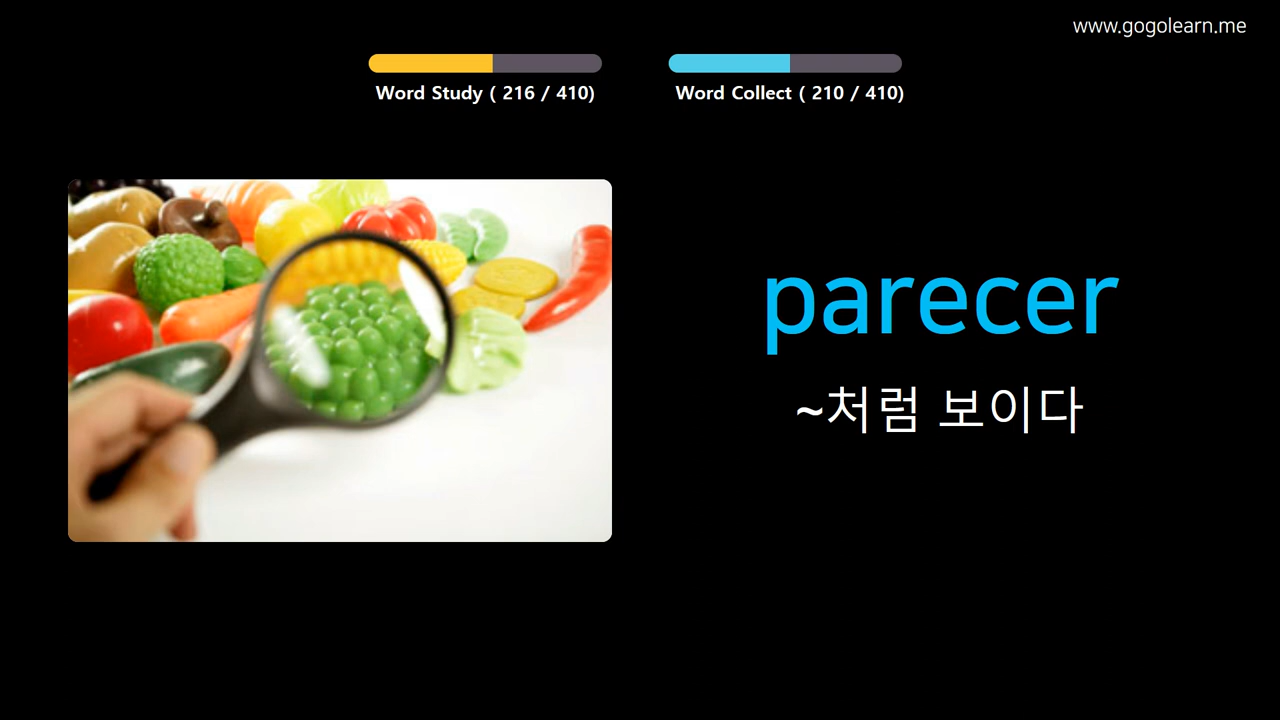 www.gogolearn.me
Word Study ( 216 / 410)
Word Collect ( 210 / 410)
parecer
~처럼 보이다